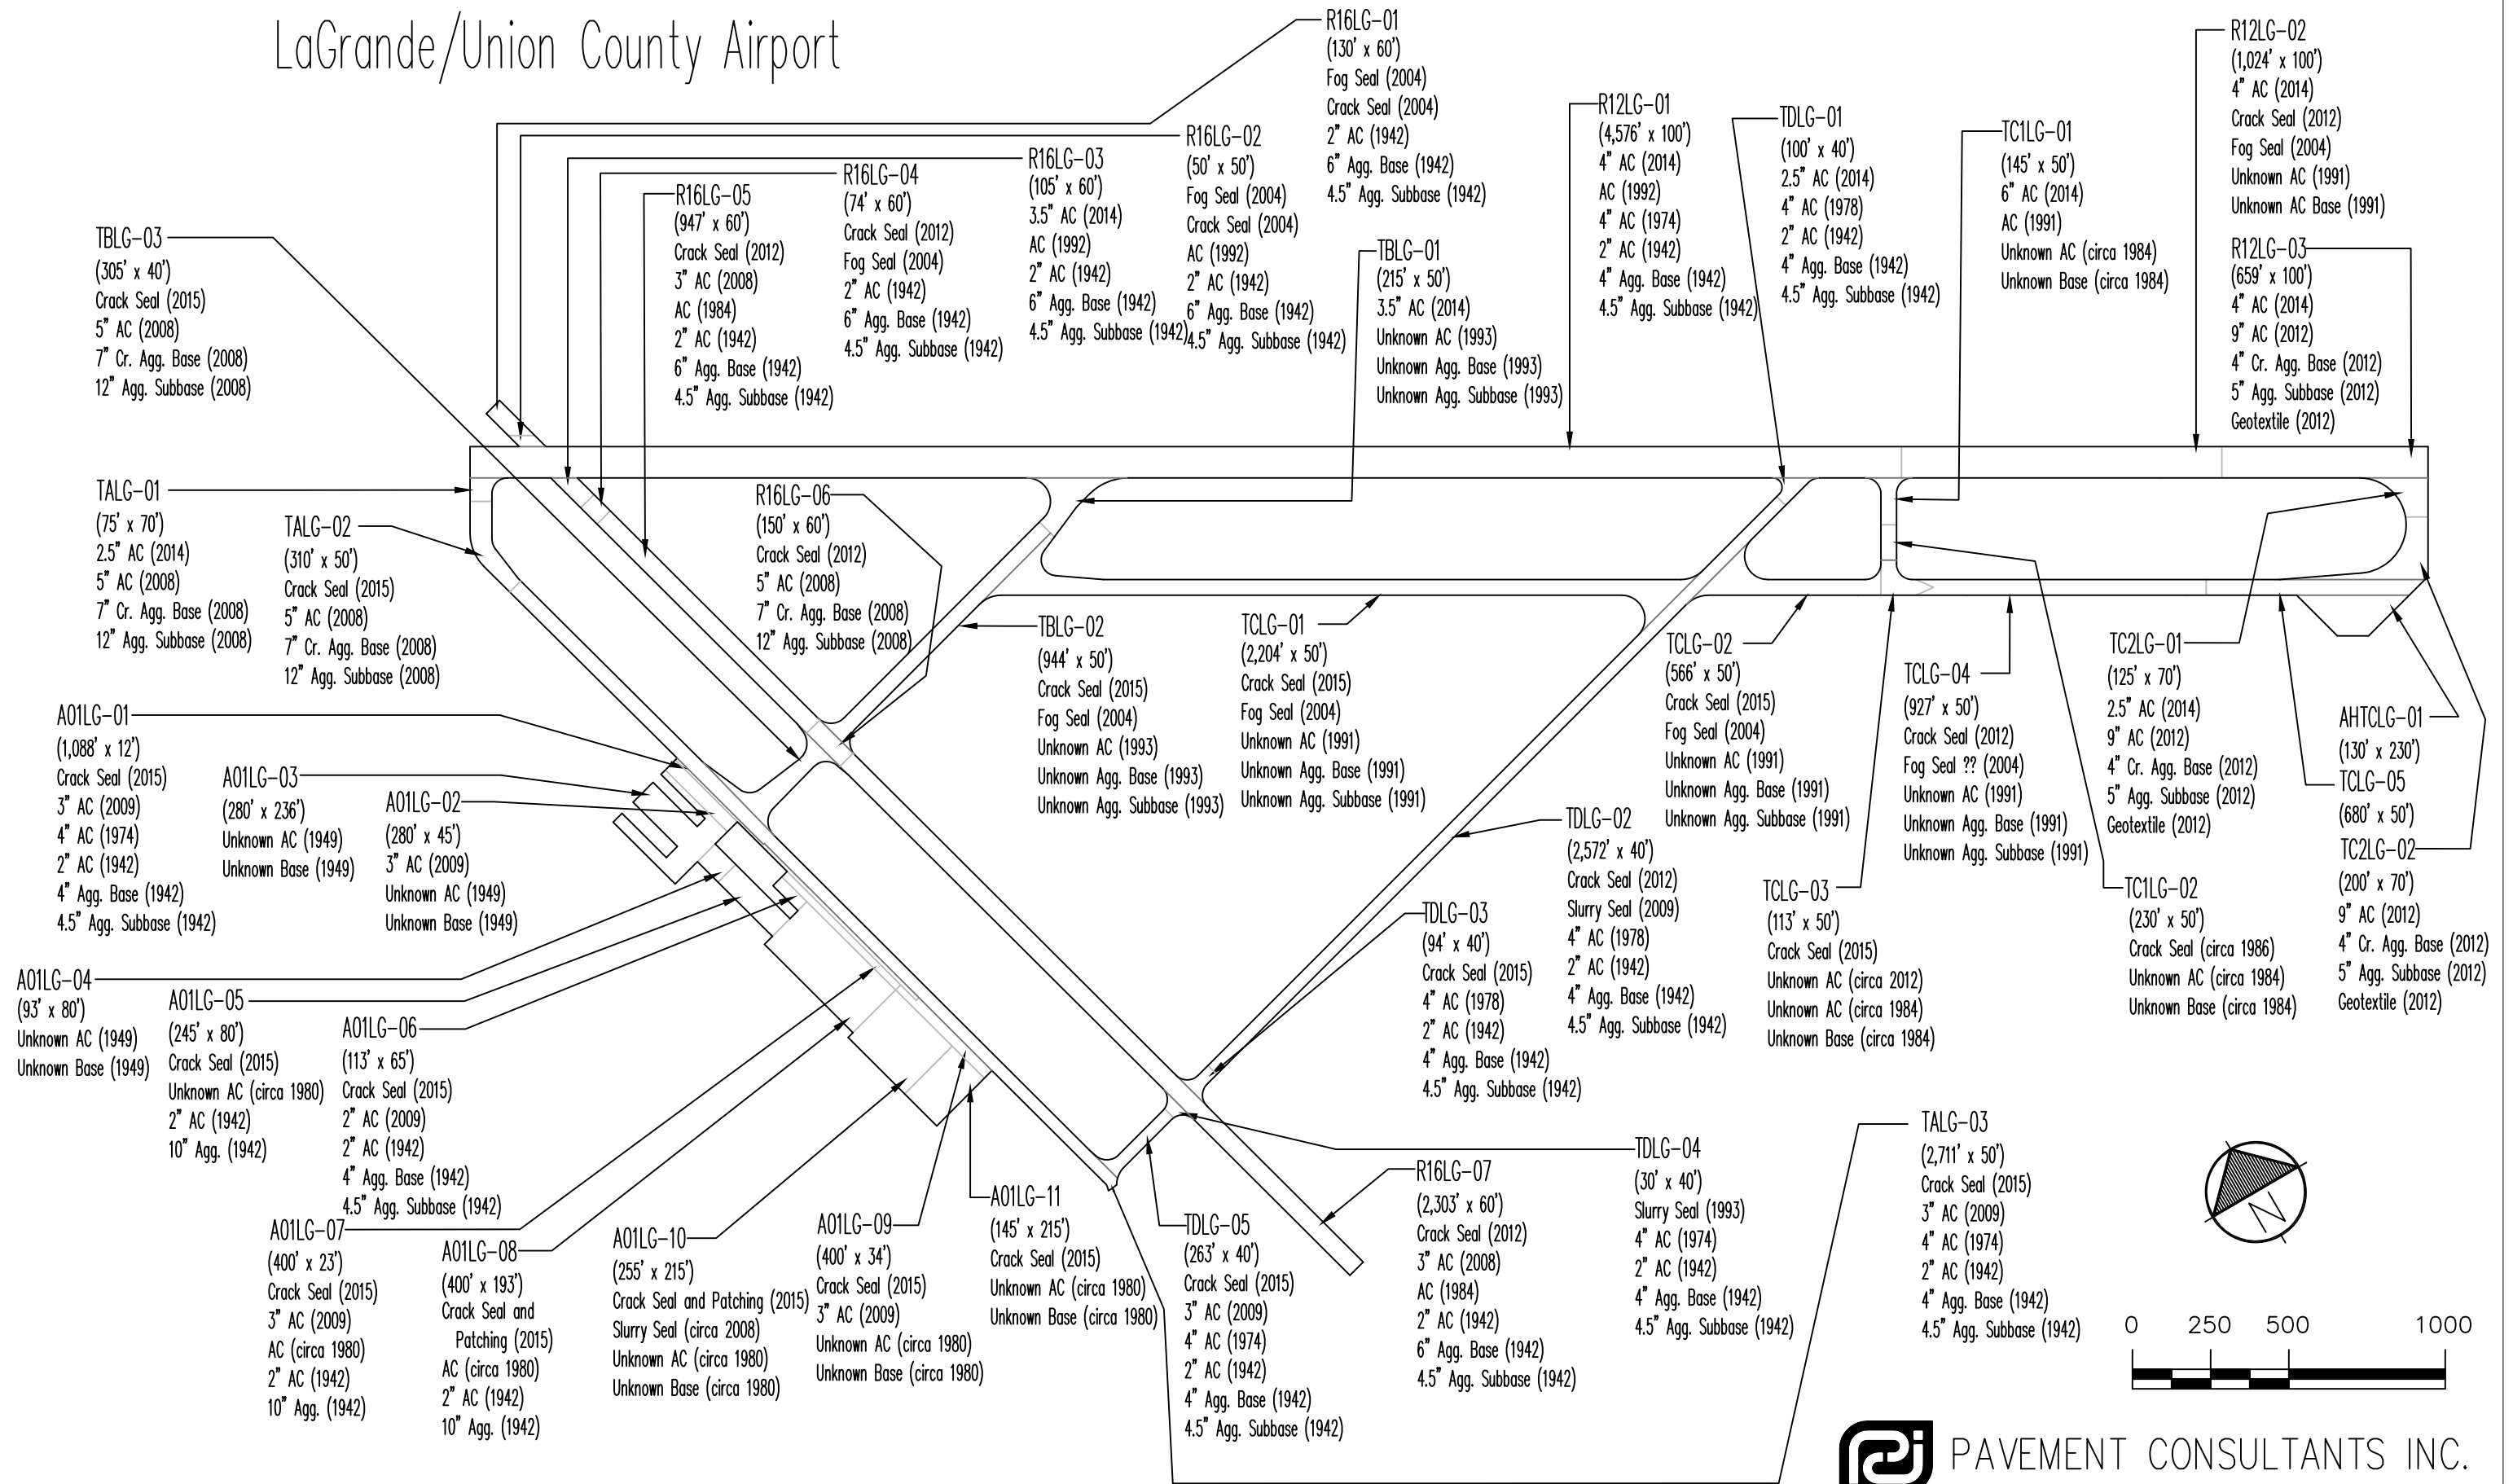 LaGrande/Union County Airport
R16LG-01
(130' x 60')
Fog Seal (2004)
Crack Seal (2004)
2" AC (1942)
6" Agg. Base (1942)
4.5" Agg. Subbase (1942)
R12LG-02
(1,024' x 100')
4" AC (2014)
Crack Seal (2012)
Fog Seal (2004)
Unknown AC (1991)
Unknown AC Base (1991)
R12LG-01
(4,576' x 100')
4" AC (2014)
AC (1992)
4" AC (1974)
2" AC (1942)
4" Agg. Base (1942)
4.5" Agg. Subbase (1942)
TDLG-01
(100' x 40')
2.5" AC (2014)
4" AC (1978)
2" AC (1942)
4" Agg. Base (1942)
4.5" Agg. Subbase (1942)
TC1LG-01
(145' x 50')
6" AC (2014)
AC (1991)
Unknown AC (circa 1984)
Unknown Base (circa 1984)
R16LG-02
(50' x 50')
Fog Seal (2004)
Crack Seal (2004)
AC (1992)
2" AC (1942)
6" Agg. Base (1942)
4.5" Agg. Subbase (1942)
R16LG-03
(105' x 60')
3.5" AC (2014)
AC (1992)
2" AC (1942)
6" Agg. Base (1942)
4.5" Agg. Subbase (1942)
R16LG-04
(74' x 60')
Crack Seal (2012)
Fog Seal (2004)
2" AC (1942)
6" Agg. Base (1942)
4.5" Agg. Subbase (1942)
R16LG-05
(947' x 60')
Crack Seal (2012)
3" AC (2008)
AC (1984)
2" AC (1942)
6" Agg. Base (1942)
4.5" Agg. Subbase (1942)
TBLG-03
(305' x 40')
Crack Seal (2015)
5" AC (2008)
7" Cr. Agg. Base (2008)
12" Agg. Subbase (2008)
TBLG-01
(215' x 50')
3.5" AC (2014)
Unknown AC (1993)
Unknown Agg. Base (1993)
Unknown Agg. Subbase (1993)
R12LG-03
(659' x 100')
4" AC (2014)
9" AC (2012)
4" Cr. Agg. Base (2012)
5" Agg. Subbase (2012)
Geotextile (2012)
TALG-01
(75' x 70')
2.5" AC (2014)
5" AC (2008)
7" Cr. Agg. Base (2008)
12" Agg. Subbase (2008)
TALG-02
(310' x 50')
Crack Seal (2015)
5" AC (2008)
7" Cr. Agg. Base (2008)
12" Agg. Subbase (2008)
R16LG-06
(150' x 60')
Crack Seal (2012)
5" AC (2008)
7" Cr. Agg. Base (2008)
12" Agg. Subbase (2008)
TBLG-02
(944' x 50')
Crack Seal (2015)
Fog Seal (2004)
Unknown AC (1993)
Unknown Agg. Base (1993)
Unknown Agg. Subbase (1993)
TCLG-01
(2,204' x 50')
Crack Seal (2015)
Fog Seal (2004)
Unknown AC (1991)
Unknown Agg. Base (1991)
Unknown Agg. Subbase (1991)
TCLG-02
(566' x 50')
Crack Seal (2015)
Fog Seal (2004)
Unknown AC (1991)
Unknown Agg. Base (1991)
Unknown Agg. Subbase (1991)
TCLG-04
(927' x 50')
Crack Seal (2012)
Fog Seal ?? (2004)
Unknown AC (1991)
Unknown Agg. Base (1991)
Unknown Agg. Subbase (1991)
TC2LG-01
(125' x 70')
2.5" AC (2014)
9" AC (2012)
4" Cr. Agg. Base (2012)
5" Agg. Subbase (2012)
Geotextile (2012)
AHTCLG-01
(130' x 230')
TCLG-05
(680' x 50')
TC2LG-02
(200' x 70')
9" AC (2012)
4" Cr. Agg. Base (2012)
5" Agg. Subbase (2012)
Geotextile (2012)
A01LG-01
(1,088' x 12')
Crack Seal (2015)
3" AC (2009)
4" AC (1974)
2" AC (1942)
4" Agg. Base (1942)
4.5" Agg. Subbase (1942)
A01LG-03
(280' x 236')
Unknown AC (1949)
Unknown Base (1949)
A01LG-02
(280' x 45')
3" AC (2009)
Unknown AC (1949)
Unknown Base (1949)
TDLG-02
(2,572' x 40')
Crack Seal (2012)
Slurry Seal (2009)
4" AC (1978)
2" AC (1942)
4" Agg. Base (1942)
4.5" Agg. Subbase (1942)
TDLG-03
(94' x 40')
Crack Seal (2015)
4" AC (1978)
2" AC (1942)
4" Agg. Base (1942)
4.5" Agg. Subbase (1942)
TCLG-03
(113' x 50')
Crack Seal (2015)
Unknown AC (circa 2012)
Unknown AC (circa 1984)
Unknown Base (circa 1984)
TC1LG-02
(230' x 50')
Crack Seal (circa 1986)
Unknown AC (circa 1984)
Unknown Base (circa 1984)
A01LG-04
(93' x 80')
Unknown AC (1949)
Unknown Base (1949)
A01LG-05
(245' x 80')
Crack Seal (2015)
Unknown AC (circa 1980)
2" AC (1942)
10" Agg. (1942)
A01LG-06
(113' x 65')
Crack Seal (2015)
2" AC (2009)
2" AC (1942)
4" Agg. Base (1942)
4.5" Agg. Subbase (1942)
A01LG-07
(400' x 23')
Crack Seal (2015)
3" AC (2009)
AC (circa 1980)
2" AC (1942)
10" Agg. (1942)
A01LG-08
(400' x 193')
Crack Seal and
Patching (2015)
AC (circa 1980)
2" AC (1942)
10" Agg. (1942)
A01LG-10
(255' x 215')
Crack Seal and Patching (2015)
Slurry Seal (circa 2008)
Unknown AC (circa 1980)
Unknown Base (circa 1980)
A01LG-09
(400' x 34')
Crack Seal (2015)
3" AC (2009)
Unknown AC (circa 1980)
Unknown Base (circa 1980)
A01LG-11
(145' x 215')
Crack Seal (2015)
Unknown AC (circa 1980)
Unknown Base (circa 1980)
TDLG-05
(263' x 40')
Crack Seal (2015)
3" AC (2009)
4" AC (1974)
2" AC (1942)
4" Agg. Base (1942)
4.5" Agg. Subbase (1942)
R16LG-07
(2,303' x 60')
Crack Seal (2012)
3" AC (2008)
AC (1984)
2" AC (1942)
6" Agg. Base (1942)
4.5" Agg. Subbase (1942)
TDLG-04
(30' x 40')
Slurry Seal (1993)
4" AC (1974)
2" AC (1942)
4" Agg. Base (1942)
4.5" Agg. Subbase (1942)
TALG-03
(2,711' x 50')
Crack Seal (2015)
3" AC (2009)
4" AC (1974)
2" AC (1942)
4" Agg. Base (1942)
4.5" Agg. Subbase (1942)
N
0 250 500 1000
PAVEMENT CONSULTANTS INC.